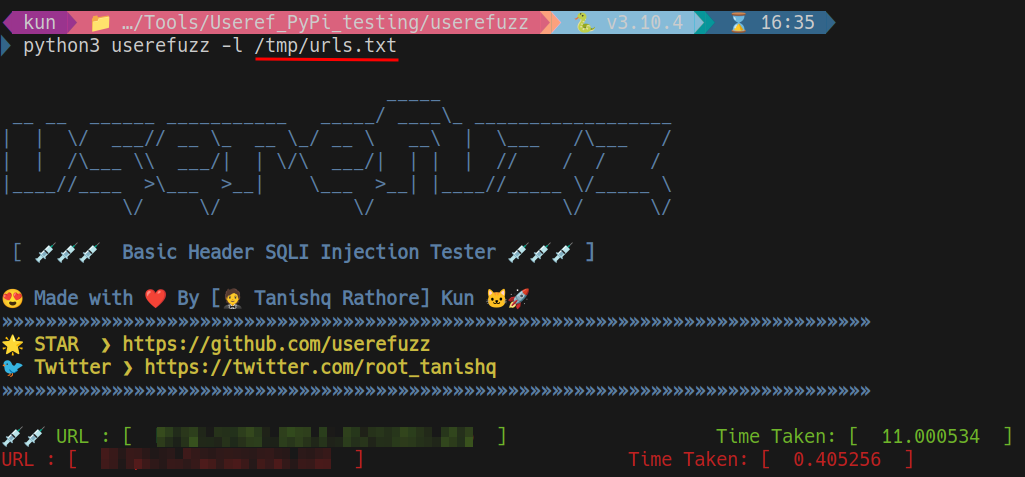 kun …/Tools/Useref_PyPi_testing/userefuzz v3.10.4 16:35
python3 userefuzz -l /tmp/urls.txt
userefuzz
[ Basic Header SQLI Injection Tester ]
Made with ❤️ By [ Tanishq Rathore] Kun
»»»»»»»»»»»»»»»»»»»»»»»»»»»»»»»»»»»»»»»»»»»»»»»»»»»»»»»»»»»»»»»»»»»»»»»»»»»»»»»
STAR ❯ https://github.com/userefuzz
Twitter ❯ https://twitter.com/root_tanishq
»»»»»»»»»»»»»»»»»»»»»»»»»»»»»»»»»»»»»»»»»»»»»»»»»»»»»»»»»»»»»»»»»»»»»»»»»»»»»»»
URL : [ ] Time Taken: [ 11.000534 ]
URL : [ ] Time Taken: [ 0.405256 ]